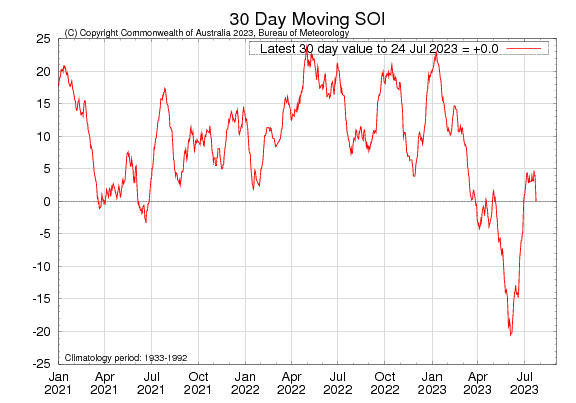 30 Day Moving SOI
(C) Copyright Commonwealth of Australia 2023, Bureau of Meteorology
Latest 30 day value to 24 Jul 2023 = +0.0
25
20
15
10
5
0
-5
-10
-15
-20
-25
Climatology period: 1933-1992
Jan Apr Jul Oct Jan Apr Jul Oct Jan Apr Jul
2021 2021 2021 2021 2022 2022 2022 2022 2023 2023 2023